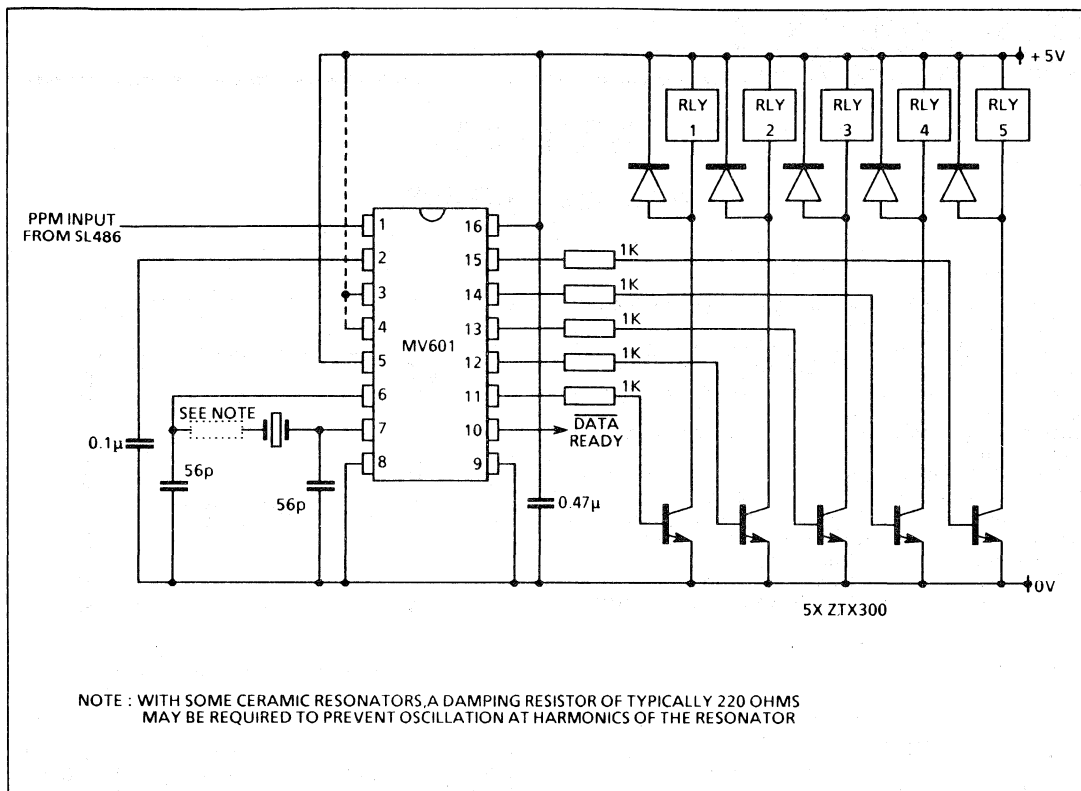 + 5V
RLY 1
RLY 2
RLY 3
RLY 4
RLY 5
PPM INPUT
FROM SL486
1
2
3
4
5
6
7
8
MV601
16
15
14
13
12
11
10
9
1K
1K
1K
1K
1K
DATA
READY
SEE NOTE
0.1µ
56p
56p
0.47µ
0V
5X ZTX300
NOTE : WITH SOME CERAMIC RESONATORS,A DAMPING RESISTOR OF TYPICALLY 220 OHMS
MAY BE REQUIRED TO PREVENT OSCILLATION AT HARMONICS OF THE RESONATOR